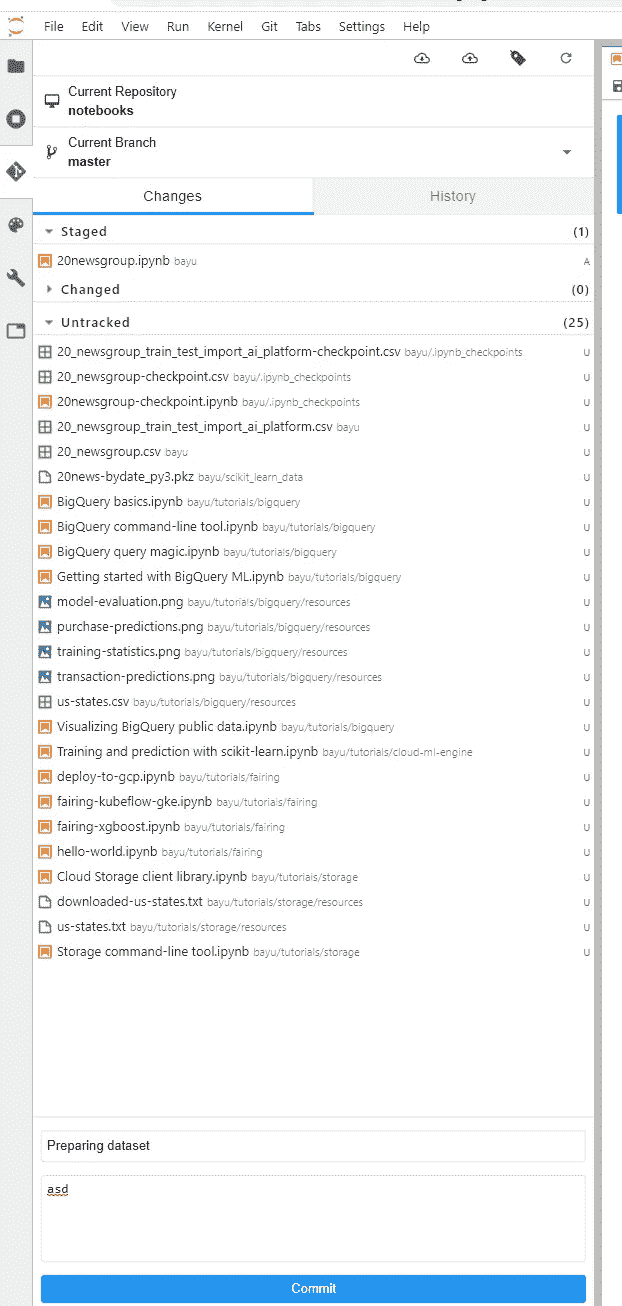 File Edit View Run Kernel Git Tabs Settings Help
Current Repository
notebooks
Current Branch
master
Changes History
Staged (1)
20newsgroup.ipynb bayu A
Changed (0)
Untracked (25)
20_newsgroup_train_test_import_ai_platform-checkpoint.csv bayu/.ipynb_checkpoints U
20_newsgroup-checkpoint.csv bayu/.ipynb_checkpoints U
20newsgroup-checkpoint.ipynb bayu/.ipynb_checkpoints U
20_newsgroup_train_test_import_ai_platform.csv bayu U
20_newsgroup.csv bayu U
20news-bydate_py3.pkz bayu/scikit_learn_data U
BigQuery basics.ipynb bayu/tutorials/bigquery U
BigQuery command-line tool.ipynb bayu/tutorials/bigquery U
BigQuery query magic.ipynb bayu/tutorials/bigquery U
Getting started with BigQuery ML.ipynb bayu/tutorials/bigquery U
model-evaluation.png bayu/tutorials/bigquery/resources U
purchase-predictions.png bayu/tutorials/bigquery/resources U
training-statistics.png bayu/tutorials/bigquery/resources U
transaction-predictions.png bayu/tutorials/bigquery/resources U
us-states.csv bayu/tutorials/bigquery/resources U
Visualizing BigQuery public data.ipynb bayu/tutorials/bigquery U
Training and prediction with scikit-learn.ipynb bayu/tutorials/cloud-ml-engine U
deploy-to-gcp.ipynb bayu/tutorials/fairing U
fairing-kubeflow-gke.ipynb bayu/tutorials/fairing U
fairing-xgboost.ipynb bayu/tutorials/fairing U
hello-world.ipynb bayu/tutorials/fairing U
Cloud Storage client library.ipynb bayu/tutorials/storage U
downloaded-us-states.txt bayu/tutorials/storage/resources U
us-states.txt bayu/tutorials/storage/resources U
Storage command-line tool.ipynb bayu/tutorials/storage U
Preparing dataset
asd
Commit